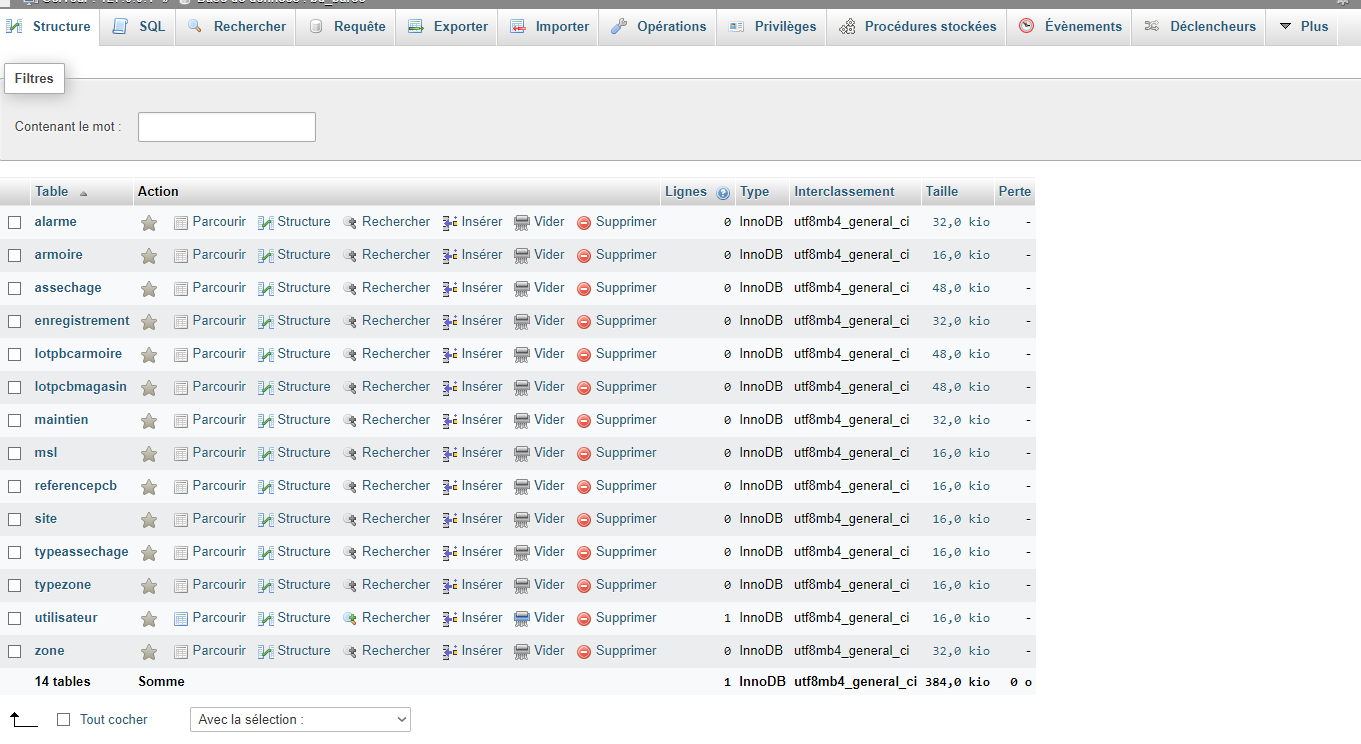 Structure SQL Rechercher Requête Exporter Importer Opérations Privilèges Procédures stockées Évènements Déclencheurs Plus
Filtres
Contenant le mot :
Table Action Lignes Type Interclassement Taille Perte
alarme Parcourir Structure Rechercher Insérer Vider Supprimer 0 InnoDB utf8mb4_general_ci 32,0 kio -
armoire Parcourir Structure Rechercher Insérer Vider Supprimer 0 InnoDB utf8mb4_general_ci 16,0 kio -
assechage Parcourir Structure Rechercher Insérer Vider Supprimer 0 InnoDB utf8mb4_general_ci 48,0 kio -
enregistrement Parcourir Structure Rechercher Insérer Vider Supprimer 0 InnoDB utf8mb4_general_ci 32,0 kio -
lotpbcarmoire Parcourir Structure Rechercher Insérer Vider Supprimer 0 InnoDB utf8mb4_general_ci 48,0 kio -
lotpcbmagasin Parcourir Structure Rechercher Insérer Vider Supprimer 0 InnoDB utf8mb4_general_ci 48,0 kio -
maintien Parcourir Structure Rechercher Insérer Vider Supprimer 0 InnoDB utf8mb4_general_ci 32,0 kio -
msl Parcourir Structure Rechercher Insérer Vider Supprimer 0 InnoDB utf8mb4_general_ci 16,0 kio -
referencepcb Parcourir Structure Rechercher Insérer Vider Supprimer 0 InnoDB utf8mb4_general_ci 16,0 kio -
site Parcourir Structure Rechercher Insérer Vider Supprimer 0 InnoDB utf8mb4_general_ci 16,0 kio -
typeassechage Parcourir Structure Rechercher Insérer Vider Supprimer 0 InnoDB utf8mb4_general_ci 16,0 kio -
typezone Parcourir Structure Rechercher Insérer Vider Supprimer 0 InnoDB utf8mb4_general_ci 16,0 kio -
utilisateur Parcourir Structure Rechercher Insérer Vider Supprimer 1 InnoDB utf8mb4_general_ci 16,0 kio -
zone Parcourir Structure Rechercher Insérer Vider Supprimer 0 InnoDB utf8mb4_general_ci 32,0 kio -
14 tables Somme 1 InnoDB utf8mb4_general_ci 384,0 kio 0 o
Tout cocher Avec la sélection :